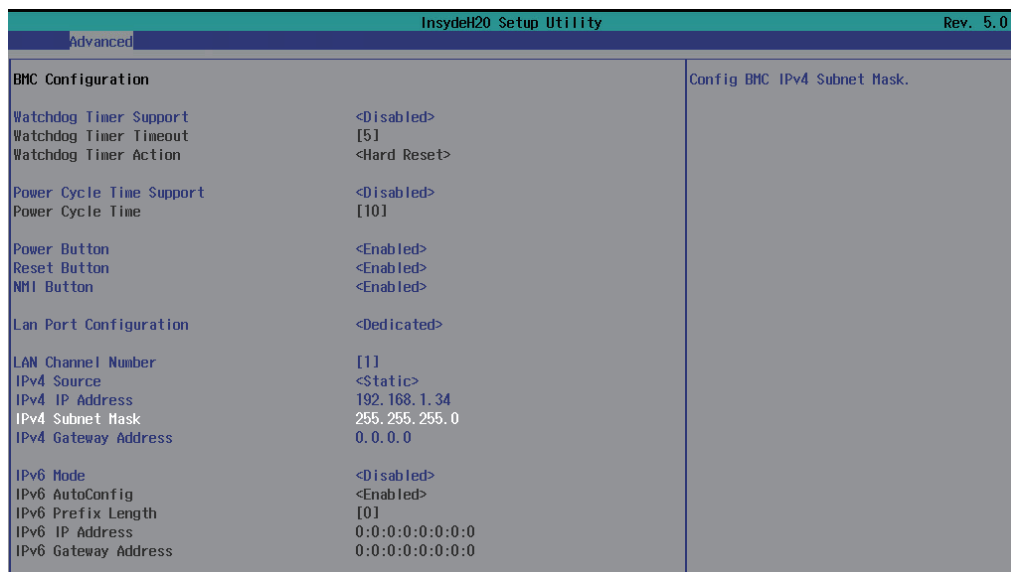 InsydeH20 Setup Utility Rev. 5.0
Advanced
BMC Configuration
Config BMC IPv4 Subnet Mask.
Watchdog Timer Support <Disabled>
Watchdog Timer Timeout [5]
Watchdog Timer Action <Hard Reset>
Power Cycle Time Support <Disabled>
Power Cycle Time [10]
Power Button <Enabled>
Reset Button <Enabled>
NMI Button <Enabled>
Lan Port Configuration <Dedicated>
LAN Channel Number [1]
IPv4 Source <Static>
IPv4 IP Address 192.168.1.34
IPv4 Subnet Mask 255.255.255.0
IPv4 Gateway Address 0.0.0.0
IPv6 Mode <Disabled>
IPv6 AutoConfig <Enabled>
IPv6 Prefix Length [0]
IPv6 IP Address 0:0:0:0:0:0:0:0
IPv6 Gateway Address 0:0:0:0:0:0:0:0